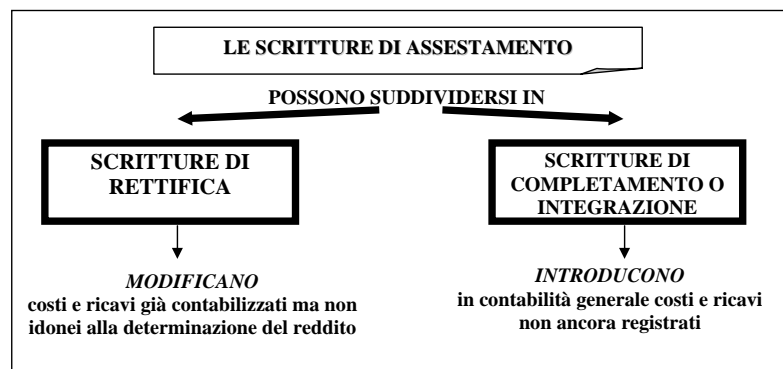 LE SCRITTURE DI ASSESTAMENTO
POSSONO SUDDIVIDERSI IN
SCRITTURE DI
RETTIFICA
SCRITTURE DI
COMPLETAMENTO O
INTEGRAZIONE
MODIFICANO
costi e ricavi già contabilizzati ma non
idonei alla determinazione del reddito
INTRODUCONO
in contabilità generale costi e ricavi
non ancora registrati